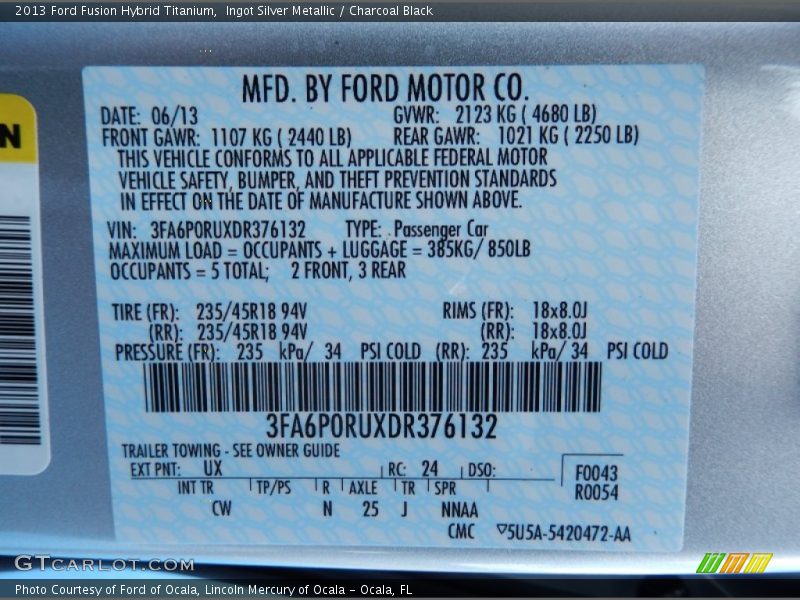 2013 Ford Fusion Hybrid Titanium,  Ingot Silver Metallic / Charcoal Black
N
MFD. BY FORD MOTOR CO.
DATE: 06/13 GVWR: 2123 KG ( 4680 LB)
FRONT GAWR: 1107 KG ( 2440 LB) REAR GAWR: 1021 KG ( 2250 LB)
THIS VEHICLE CONFORMS TO ALL APPLICABLE FEDERAL MOTOR
VEHICLE SAFETY, BUMPER, AND THEFT PREVENTION STANDARDS
IN EFFECT ON THE DATE OF MANUFACTURE SHOWN ABOVE.
VIN: 3FA6P0RUXDR376132 TYPE: Passenger Car
MAXIMUM LOAD = OCCUPANTS + LUGGAGE = 385KG/ 850LB
OCCUPANTS = 5 TOTAL; 2 FRONT, 3 REAR
TIRE (FR): 235/45R18 94V RIMS (FR): 18x8.0J
(RR): 235/45R18 94V (RR): 18x8.0J
PRESSURE (FR): 235 kPa/ 34 PSI COLD (RR): 235 kPa/ 34 PSI COLD
3FA6P0RUXDR376132
TRAILER TOWING - SEE OWNER GUIDE
EXT PNT: UX RC: 24 DSO: F0043
INT TR TP/PS R AXLE TR SPR R0054
CW N 25 J NNAA
CMC ▽5U5A-5420472-AA
GTCARLOT.COM
Photo Courtesy of Ford of Ocala, Lincoln Mercury of Ocala – Ocala, FL